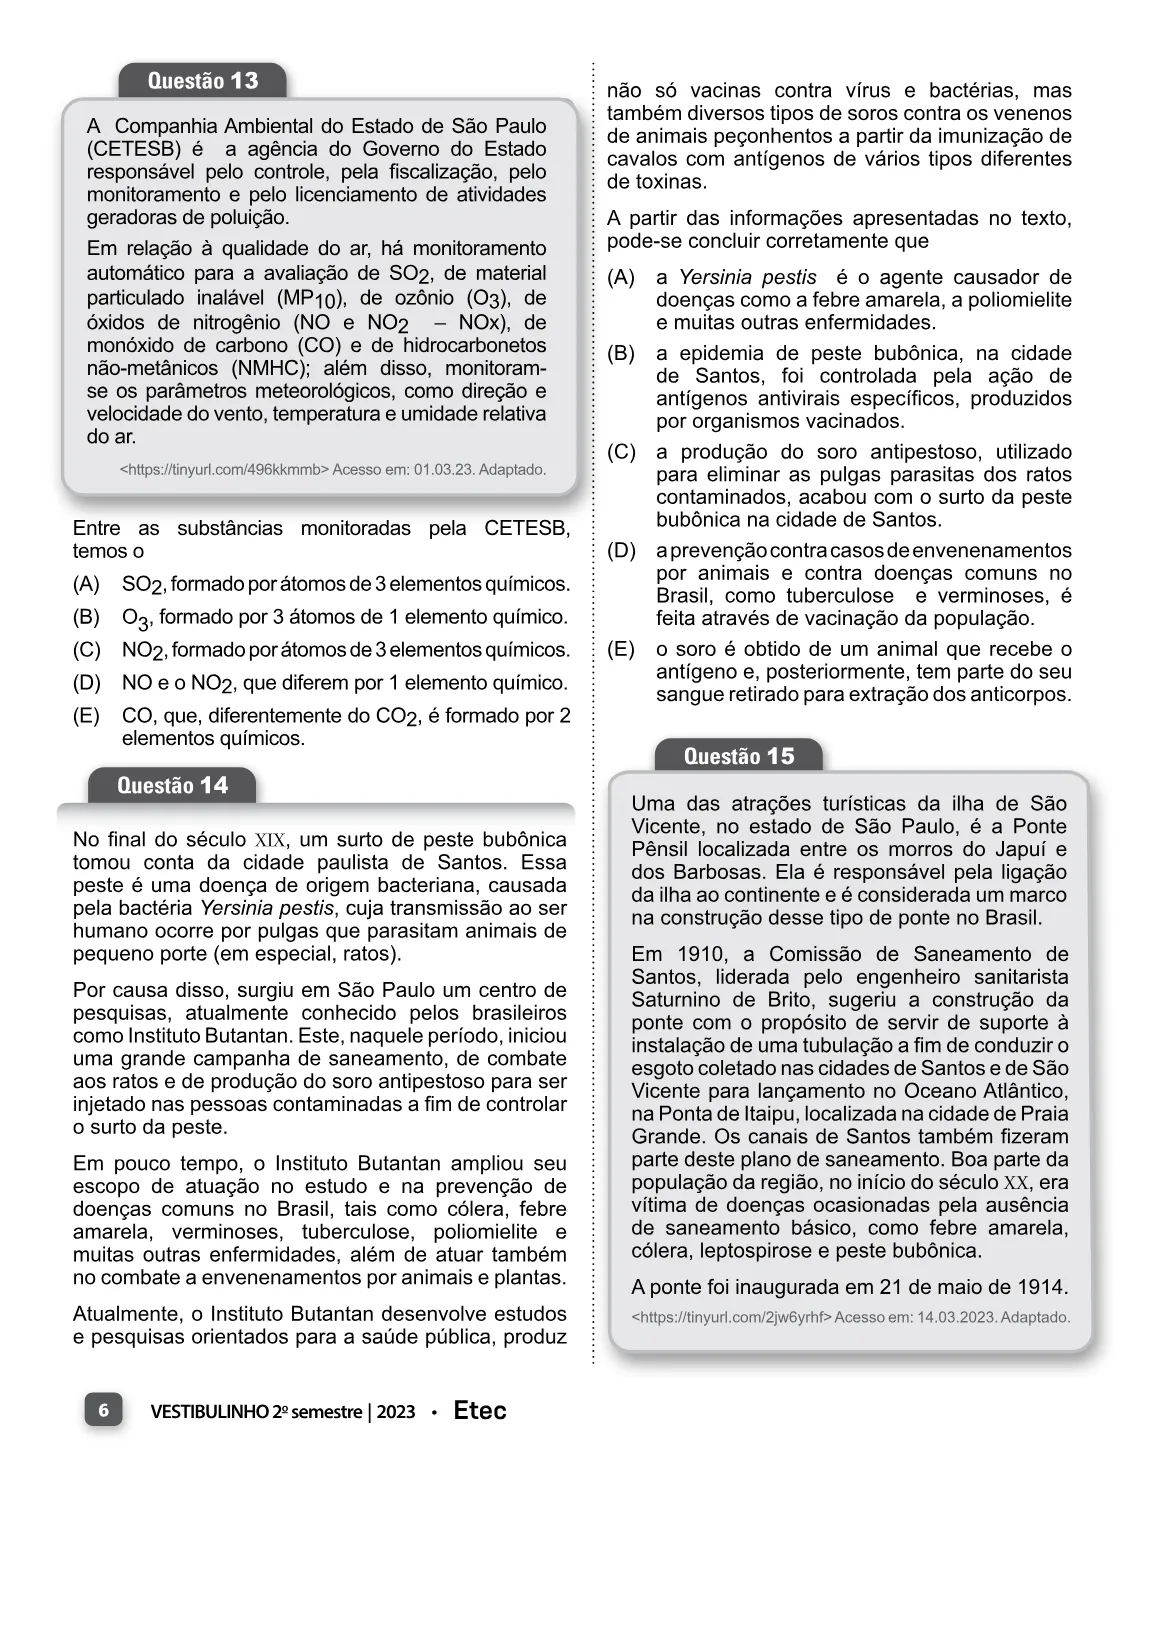 Questão 13
A Companhia Ambiental do Estado de São Paulo
(CETESB) é a agência do Governo do Estado
responsável pelo controle, pela fiscalização, pelo
monitoramento e pelo licenciamento de atividades
geradoras de poluição.
Em relação à qualidade do ar, há monitoramento
automático para a avaliação de SO2, de material
particulado inalável (MP10), de ozônio (O3), de
óxidos de nitrogênio (NO e NO2 – NOx), de
monóxido de carbono (CO) e de hidrocarbonetos
não-metânicos (NMHC); além disso, monitoram-
se os parâmetros meteorológicos, como direção e
velocidade do vento, temperatura e umidade relativa
do ar.
<https://tinyurl.com/496kkmmb> Acesso em: 01.03.23. Adaptado.
Entre as substâncias monitoradas pela CETESB,
temos o
(A) SO2, formado por átomos de 3 elementos químicos.
(B) O3, formado por 3 átomos de 1 elemento químico.
(C) NO2, formado por átomos de 3 elementos químicos.
(D) NO e o NO2, que diferem por 1 elemento químico.
(E) CO, que, diferentemente do CO2, é formado por 2
elementos químicos.
Questão 14
No final do século XIX, um surto de peste bubônica
tomou conta da cidade paulista de Santos. Essa
peste é uma doença de origem bacteriana, causada
pela bactéria Yersinia pestis, cuja transmissão ao ser
humano ocorre por pulgas que parasitam animais de
pequeno porte (em especial, ratos).
Por causa disso, surgiu em São Paulo um centro de
pesquisas, atualmente conhecido pelos brasileiros
como Instituto Butantan. Este, naquele período, iniciou
uma grande campanha de saneamento, de combate
aos ratos e de produção do soro antipestoso para ser
injetado nas pessoas contaminadas a fim de controlar
o surto da peste.
Em pouco tempo, o Instituto Butantan ampliou seu
escopo de atuação no estudo e na prevenção de
doenças comuns no Brasil, tais como cólera, febre
amarela, verminoses, tuberculose, poliomielite e
muitas outras enfermidades, além de atuar também
no combate a envenenamentos por animais e plantas.
Atualmente, o Instituto Butantan desenvolve estudos
e pesquisas orientados para a saúde pública, produz
não só vacinas contra vírus e bactérias, mas
também diversos tipos de soros contra os venenos
de animais peçonhentos a partir da imunização de
cavalos com antígenos de vários tipos diferentes
de toxinas.
A partir das informações apresentadas no texto,
pode-se concluir corretamente que
(A) a Yersinia pestis é o agente causador de
doenças como a febre amarela, a poliomielite
e muitas outras enfermidades.
(B) a epidemia de peste bubônica, na cidade
de Santos, foi controlada pela ação de
antígenos antivirais específicos, produzidos
por organismos vacinados.
(C) a produção do soro antipestoso, utilizado
para eliminar as pulgas parasitas dos ratos
contaminados, acabou com o surto da peste
bubônica na cidade de Santos.
(D) a prevenção contra casos de envenenamentos
por animais e contra doenças comuns no
Brasil, como tuberculose e verminoses, é
feita através de vacinação da população.
(E) o soro é obtido de um animal que recebe o
antígeno e, posteriormente, tem parte do seu
sangue retirado para extração dos anticorpos.
Questão 15
Uma das atrações turísticas da ilha de São
Vicente, no estado de São Paulo, é a Ponte
Pênsil localizada entre os morros do Japuí e
dos Barbosas. Ela é responsável pela ligação
da ilha ao continente e é considerada um marco
na construção desse tipo de ponte no Brasil.
Em 1910, a Comissão de Saneamento de
Santos, liderada pelo engenheiro sanitarista
Saturnino de Brito, sugeriu a construção da
ponte com o propósito de servir de suporte à
instalação de uma tubulação a fim de conduzir o
esgoto coletado nas cidades de Santos e de São
Vicente para lançamento no Oceano Atlântico,
na Ponta de Itaipu, localizada na cidade de Praia
Grande. Os canais de Santos também fizeram
parte deste plano de saneamento. Boa parte da
população da região, no início do século XX, era
vítima de doenças ocasionadas pela ausência
de saneamento básico, como febre amarela,
cólera, leptospirose e peste bubônica.
A ponte foi inaugurada em 21 de maio de 1914.
<https://tinyurl.com/2jw6yrhf> Acesso em: 14.03.2023. Adaptado.
6 VESTIBULINHO 2º semestre | 2023 • Etec